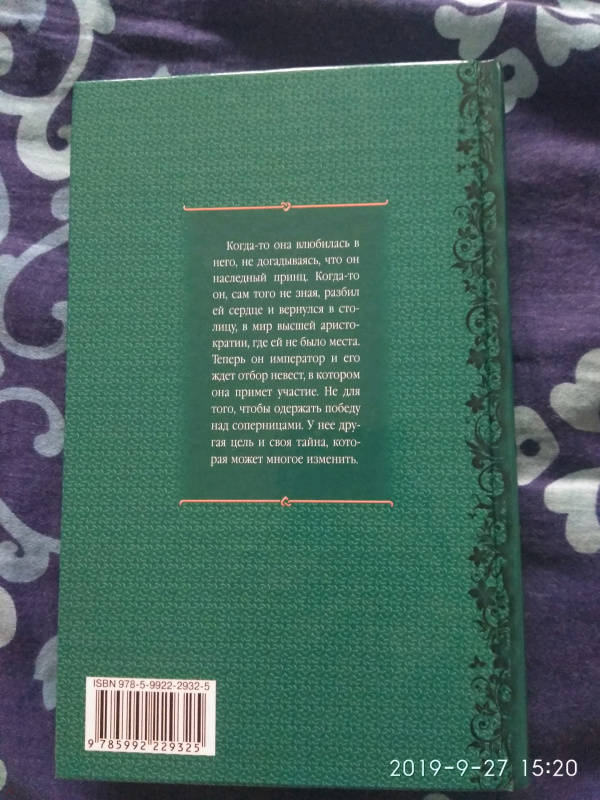 Когда-то она влюбилась в
него, не догадываясь, что он
наследный принц. Когда-то
он, сам того не зная, разбил
ей сердце и вернулся в сто-
лицу, в мир высшей аристо-
кратии, где ей не было места.
Теперь он император и его
ждет отбор невест, в котором
она примет участие. Не для
того, чтобы одержать победу
над соперницами. У нее дру-
гая цель и своя тайна, кото-
рая может многое изменить.
ISBN 978-5-9922-2932-5
9 785992 229325
2019-9-27 15:20